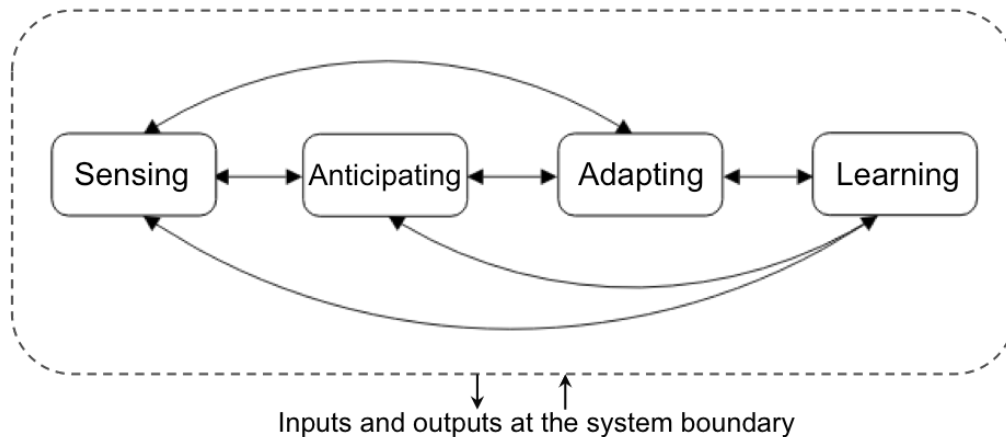 Sensing
Anticipating
Adapting
Learning
Inputs and outputs at the system boundary